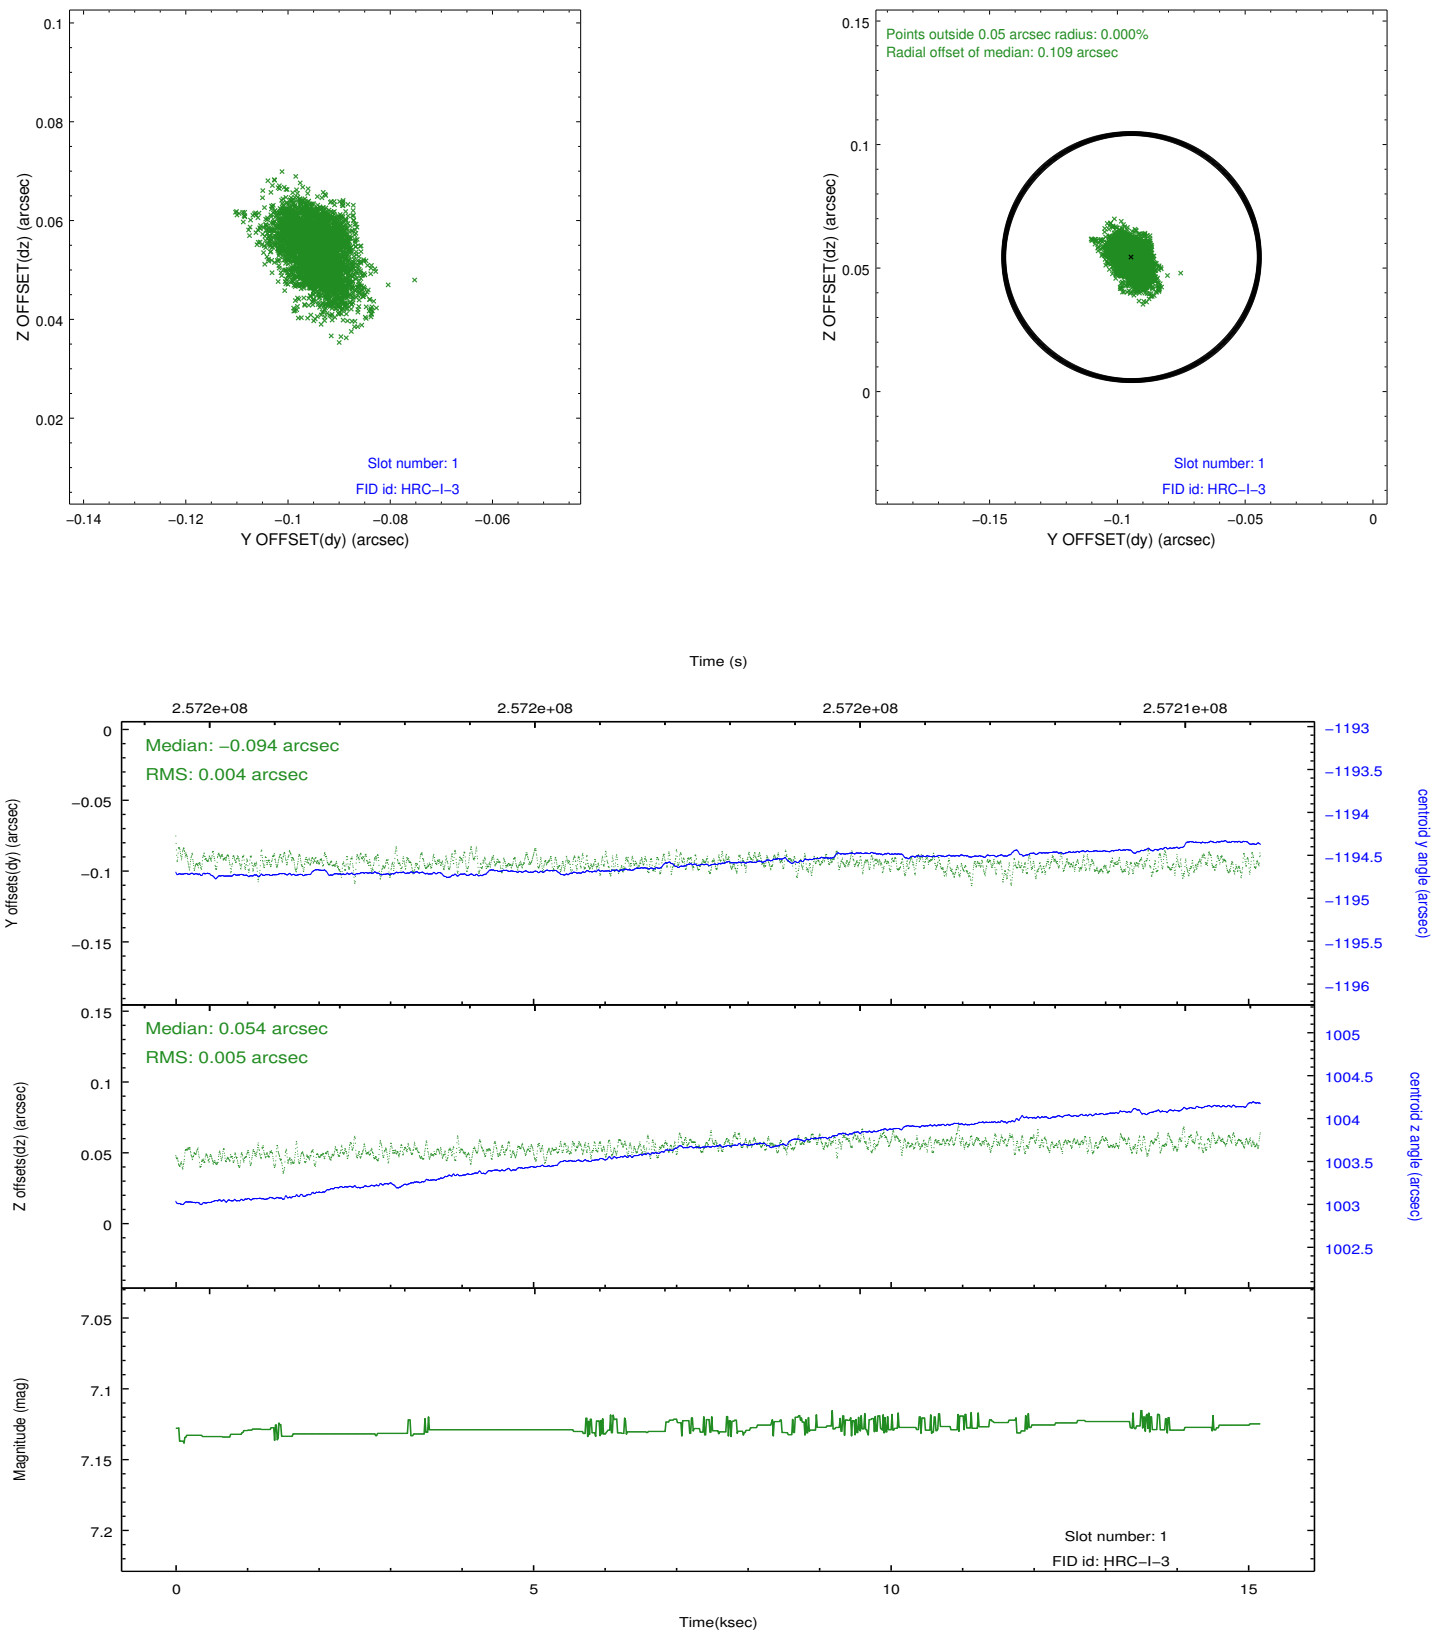 0.1
0.08
0.06
0.04
0.02
Z OFFSET(dz) (arcsec)
Slot number: 1
FID id: HRC−I−3
−0.14 −0.12 −0.1 −0.08 −0.06
Y OFFSET(dy) (arcsec)
Points outside 0.05 arcsec radius: 0.000%
Radial offset of median: 0.109 arcsec
0.15
0.1
0.05
0
Z OFFSET(dz) (arcsec)
Slot number: 1
FID id: HRC−I−3
−0.15 −0.1 −0.05 0
Y OFFSET(dy) (arcsec)
Time (s)
2.572e+08 2.572e+08 2.572e+08 2.5721e+08
Median: −0.094 arcsec
RMS: 0.004 arcsec
0
−0.05
−0.1
−0.15
Y offsets(dy) (arcsec)
−1193
−1193.5
−1194
−1194.5
−1195
−1195.5
−1196
centroid y angle (arcsec)
Median: 0.054 arcsec
RMS: 0.005 arcsec
0.15
0.1
0.05
0
Z offsets(dz) (arcsec)
1005
1004.5
1004
1003.5
1003
1002.5
centroid z angle (arcsec)
7.05
7.1
7.15
7.2
Magnitude (mag)
Slot number: 1
FID id: HRC−I−3
0 5 10 15
Time(ksec)